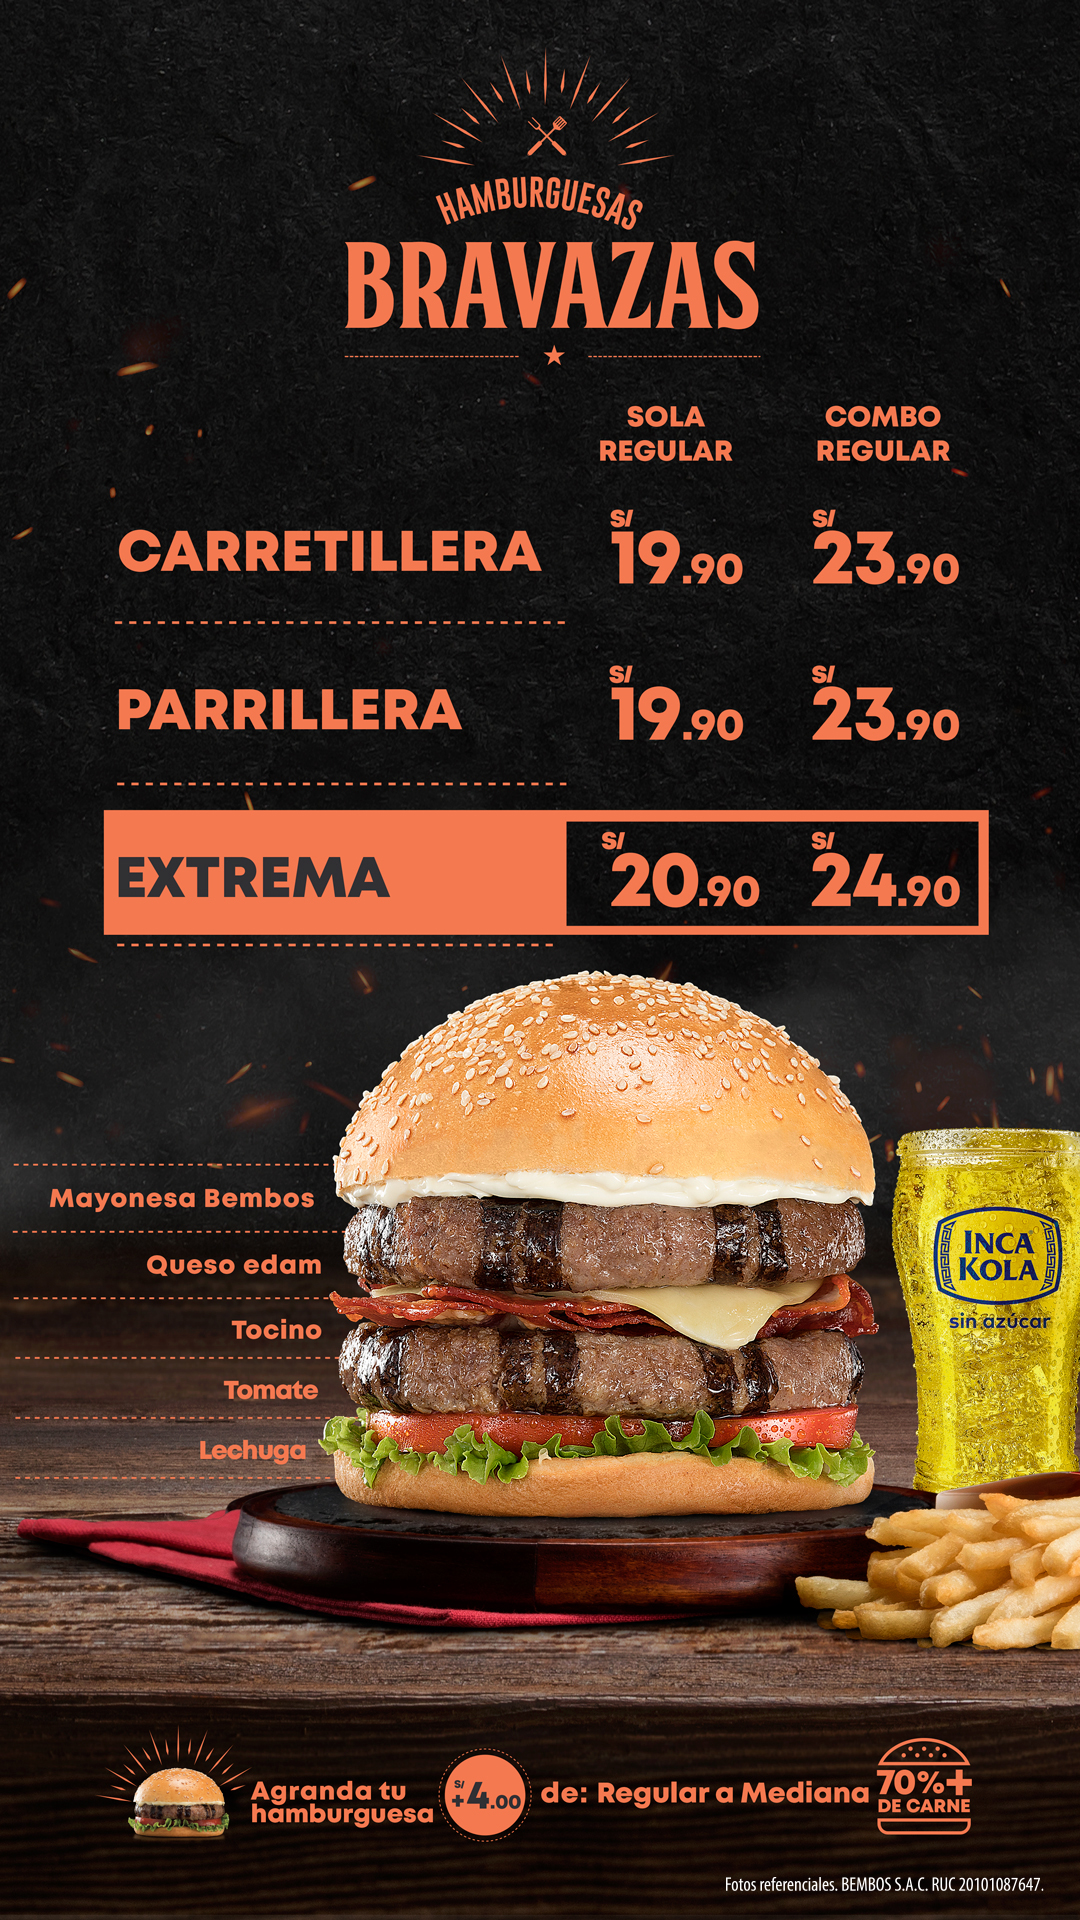 HAMBURGUESAS
BRAVAZAS
SOLA REGULAR
COMBO REGULAR
CARRETILLERA S/ 19.90 S/ 23.90
PARRILLERA S/ 19.90 S/ 23.90
EXTREMA S/ 20.90 S/ 24.90
Mayonesa Bembos
Queso edam
Tocino
Tomate
Lechuga
INCA
KOLA
sin azúcar
Agranda tu
hamburguesa
S/ +4.00
de: Regular a Mediana
70%+
DE CARNE
Fotos referenciales. BEMBOS S.A.C. RUC 20101087647.